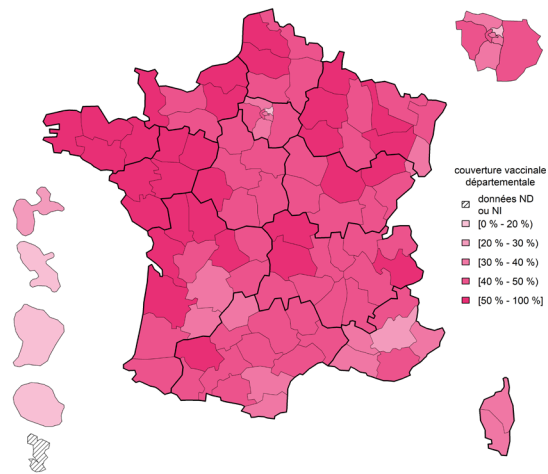 couverture vaccinale
départementale
données ND
ou NI
[0 % - 20 %)
[20 % - 30 %)
[30 % - 40 %)
[40 % - 50 %)
[50 % - 100 %]